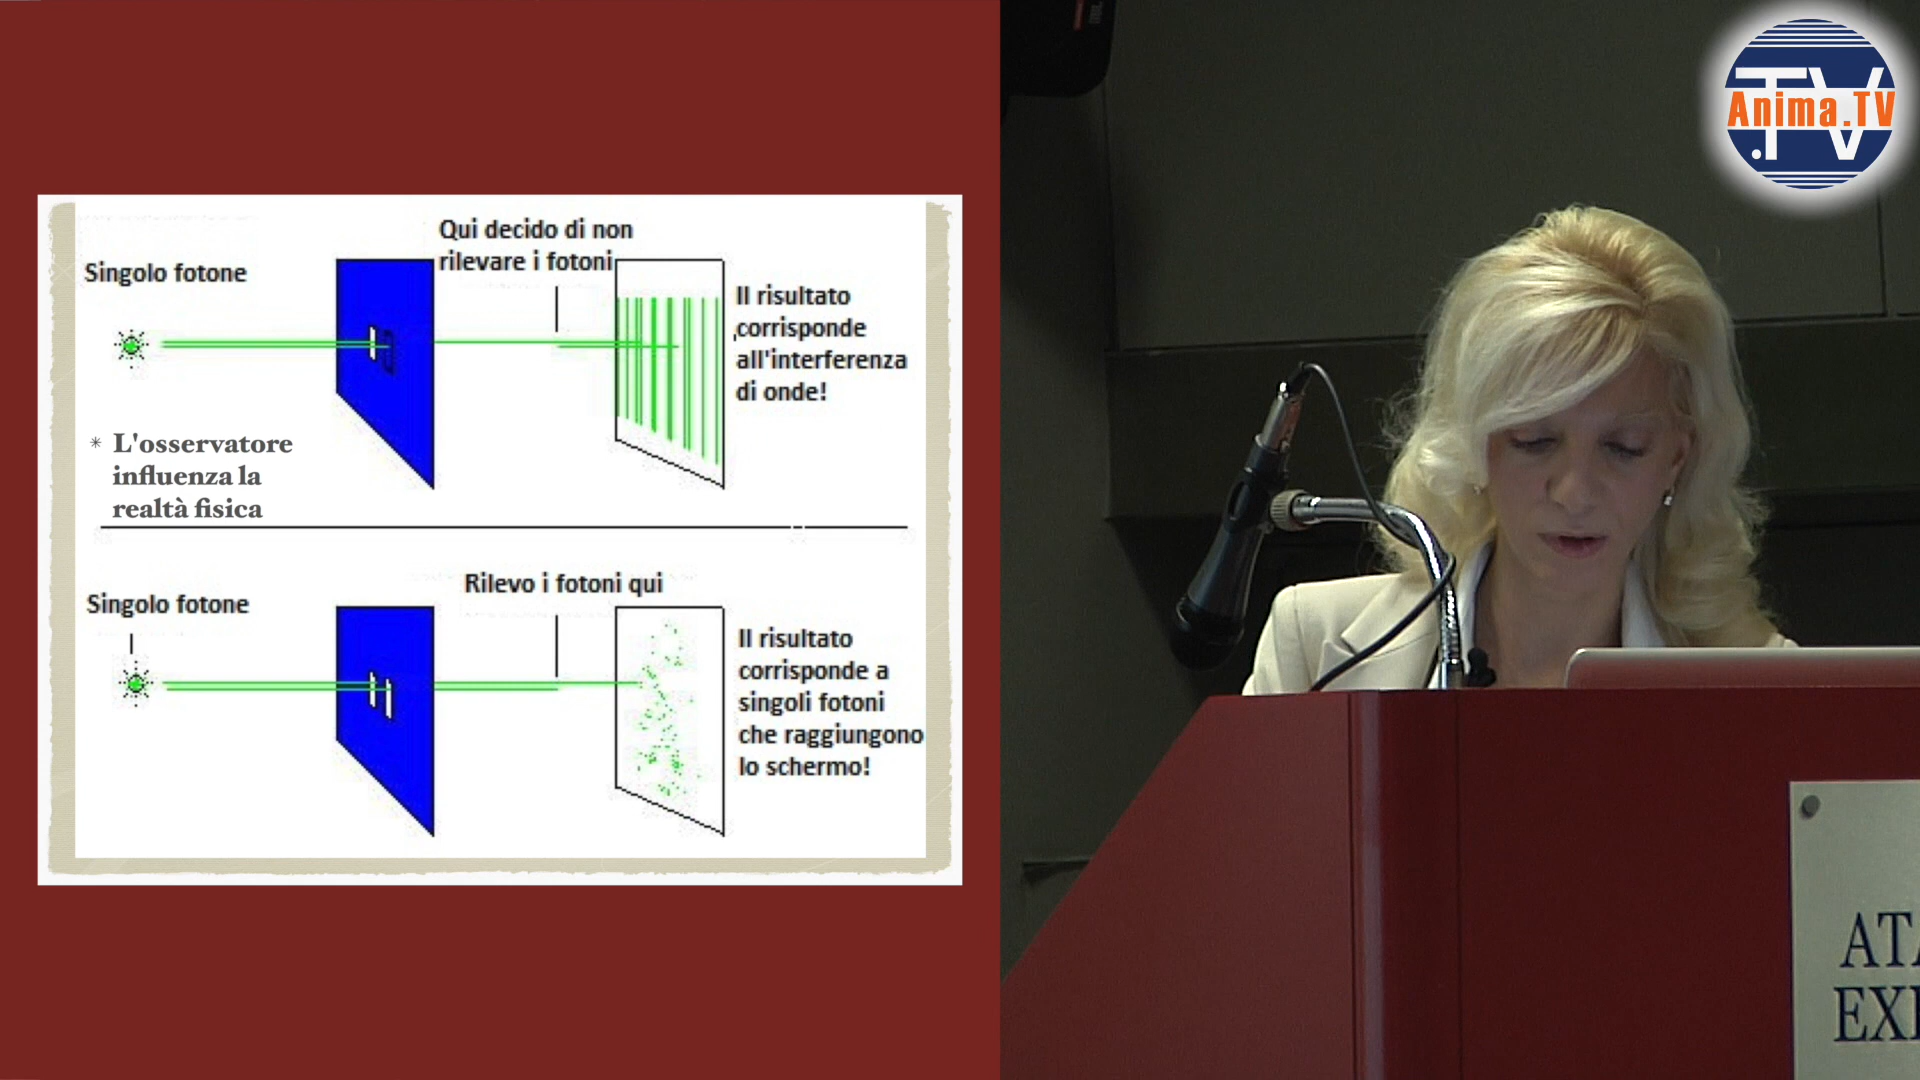 Qui decido di non
rilevare i fotoni
Singolo fotone
Il risultato
corrisponde
all'interferenza
di onde!
* L'osservatore
influenza la
realtà fisica
Rilevo i fotoni qui
Singolo fotone
Il risultato
corrisponde a
singoli fotoni
che raggiungono
lo schermo!
.TV
Anima.TV